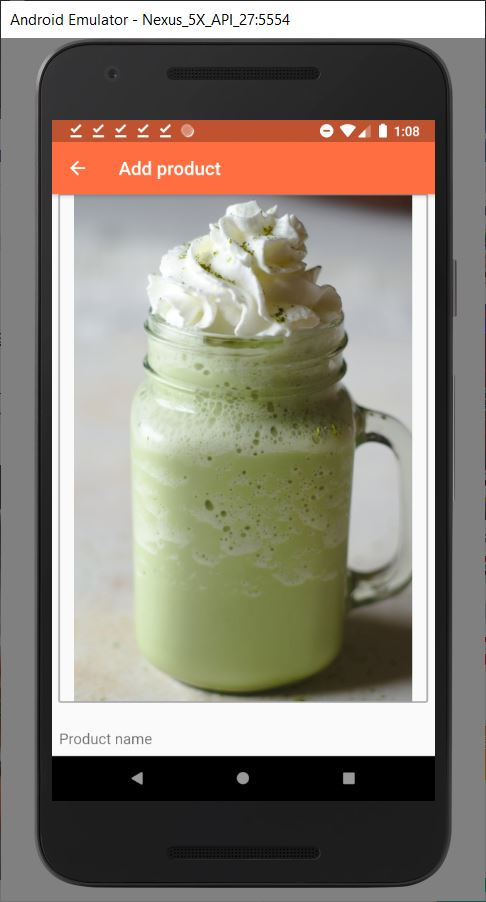 Android Emulator - Nexus_5X_API_27:5554
1:08
Add product
Product name